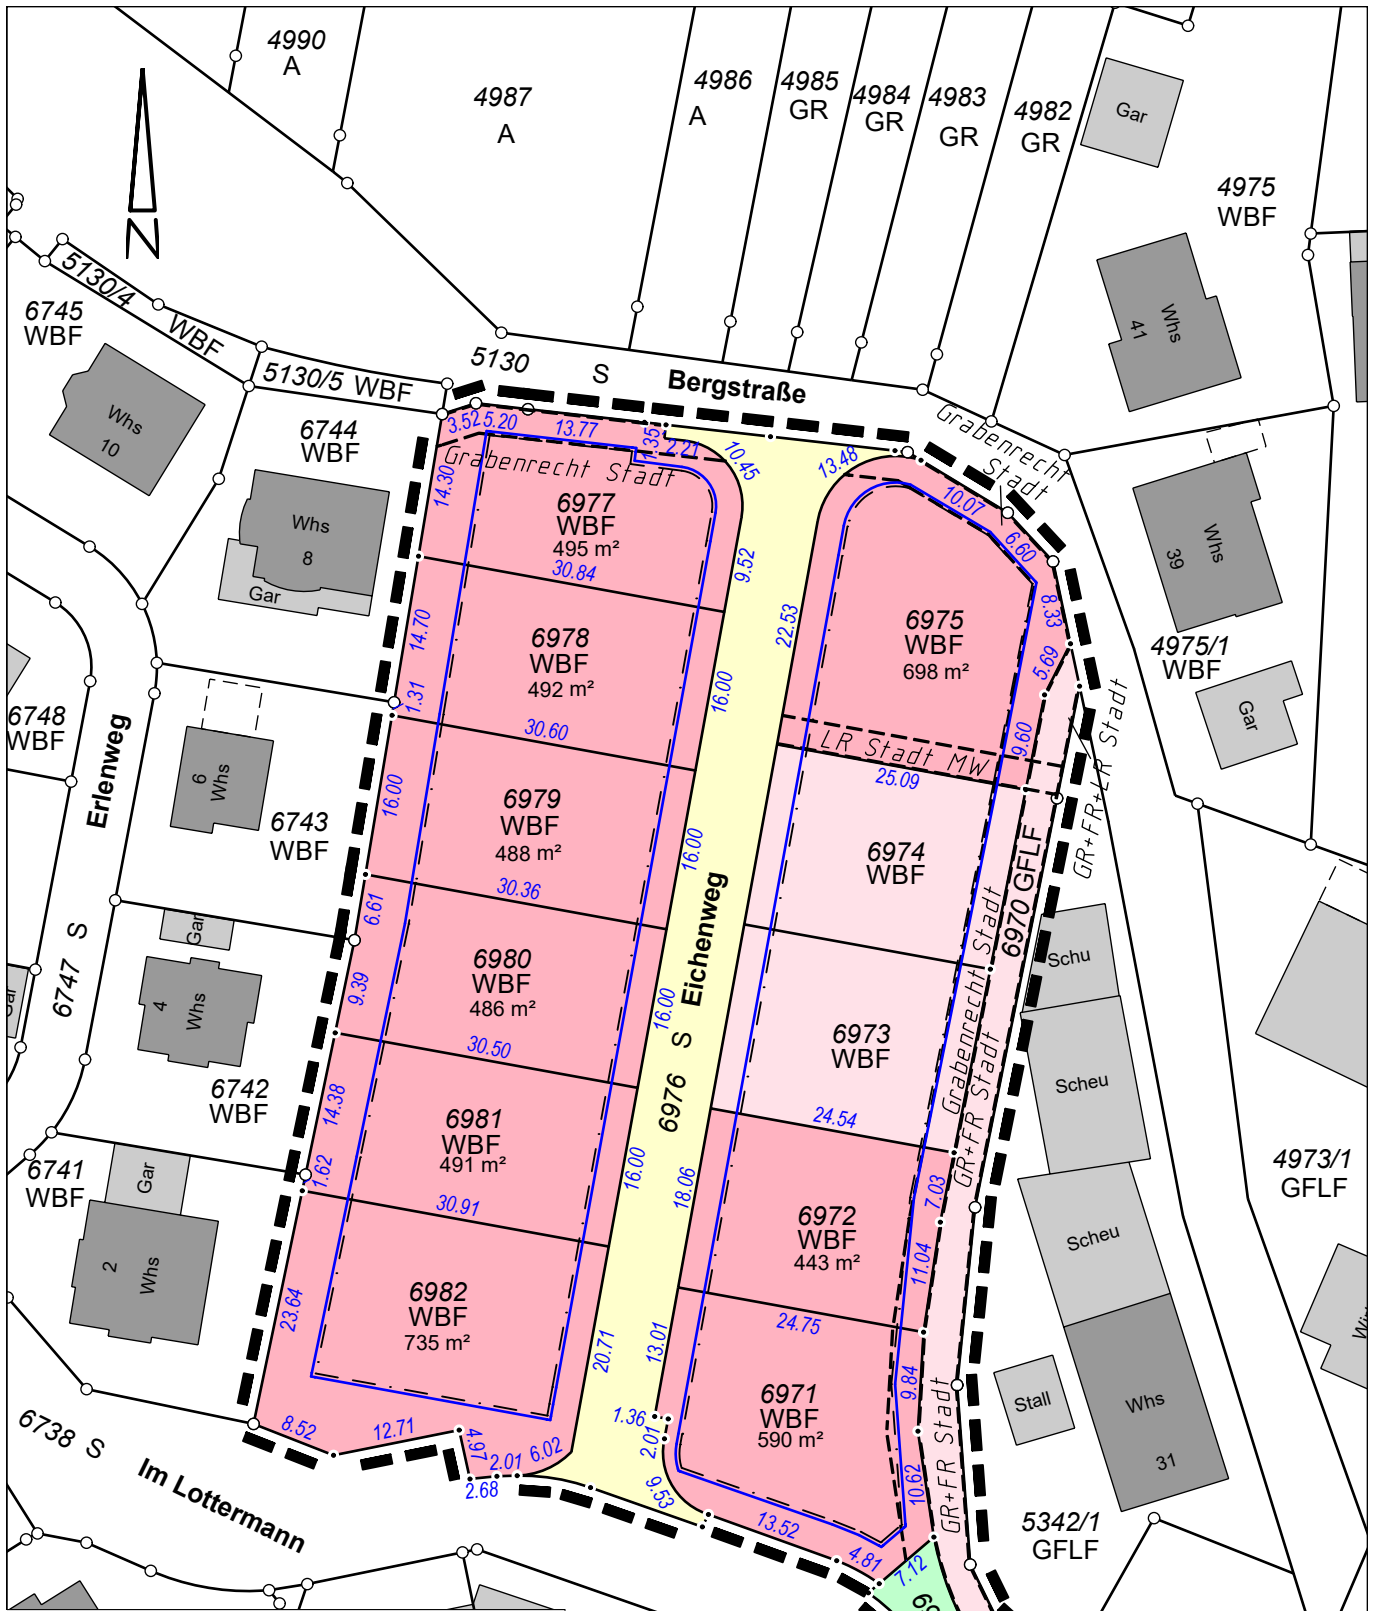 4990
A
4987
A
4986
A
4985
GR
4984
GR
4983
GR
4982
GR
Gar
4975
WBF
N
5130/4
WBF
6745
WBF
5130/5 WBF
5130
S
Bergstraße
Whs
41
Whs
10
6744
WBF
3.52
5.20
13.77
1.35
2.21
10.45
13.48
Grabenrecht
Stadt
Grabenrecht Stadt
14.30
6977
WBF
495 m²
30.84
9.52
10.07
6.60
8.33
Whs
39
Whs
8
Gar
14.70
1.31
6978
WBF
492 m²
30.60
16.00
22.53
6975
WBF
698 m²
5.69
9.60
4975/1
WBF
Gar
6748
WBF
Erlenweg
6
Whs
6743
WBF
16.00
6979
WBF
488 m²
30.36
16.00
LR Stadt MW
25.09
GR+FR+LR Stadt
6974
WBF
6970 GFLF
Eichenweg
6.61
9.39
6980
WBF
486 m²
30.50
16.00
S
6976
6973
WBF
24.54
Grabenrecht Stadt
GR+FR Stadt
Schu
Scheu
Scheu
Gar
Gar
6747 S
4
Whs
6742
WBF
14.38
1.62
6981
WBF
491 m²
30.91
16.00
18.06
6972
WBF
443 m²
24.75
7.03
11.04
4973/1
GFLF
6741
WBF
Gar
2
Whs
23.64
6982
WBF
735 m²
20.71
13.01
6971
WBF
590 m²
9.84
10.62
GR+FR Stadt
Stall
Whs
31
6738 S
Im Lottermann
8.52
12.71
4.97
2.68
2.01
6.02
1.36
2.01
9.53
13.52
4.81
7.12
5342/1
GFLF